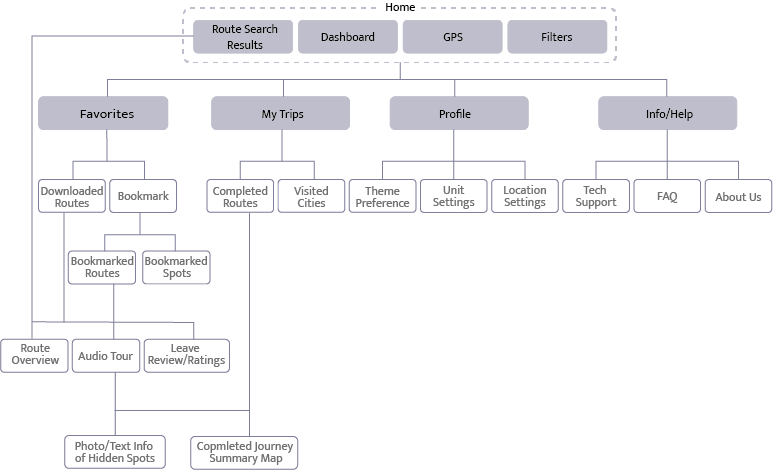 Home
Route Search
Results
Dashboard
GPS
Filters
Favorites
My Trips
Profile
Info/Help
Downloaded
Routes
Bookmark
Completed
Routes
Visited
Cities
Theme
Preference
Unit
Settings
Location
Settings
Tech
Support
FAQ
About Us
Bookmarked
Routes
Bookmarked
Spots
Route
Overview
Audio Tour
Leave
Review/Ratings
Photo/Text Info
of Hidden Spots
Copmleted Journey
Summary Map